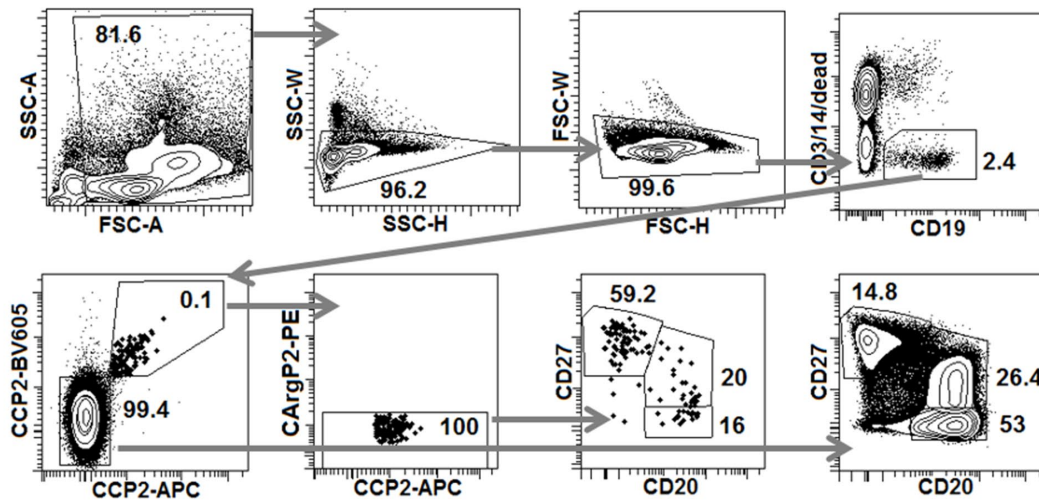 81.6
SSC-A
FSC-A
SSC-W
96.2
SSC-H
FSC-W
99.6
FSC-H
CD3/14/dead
2.4
CD19
CCP2-BV605
0.1
99.4
CCP2-APC
CArgP2-PE
100
CCP2-APC
59.2
CD27
20
16
CD20
14.8
CD27
26.4
53
CD20